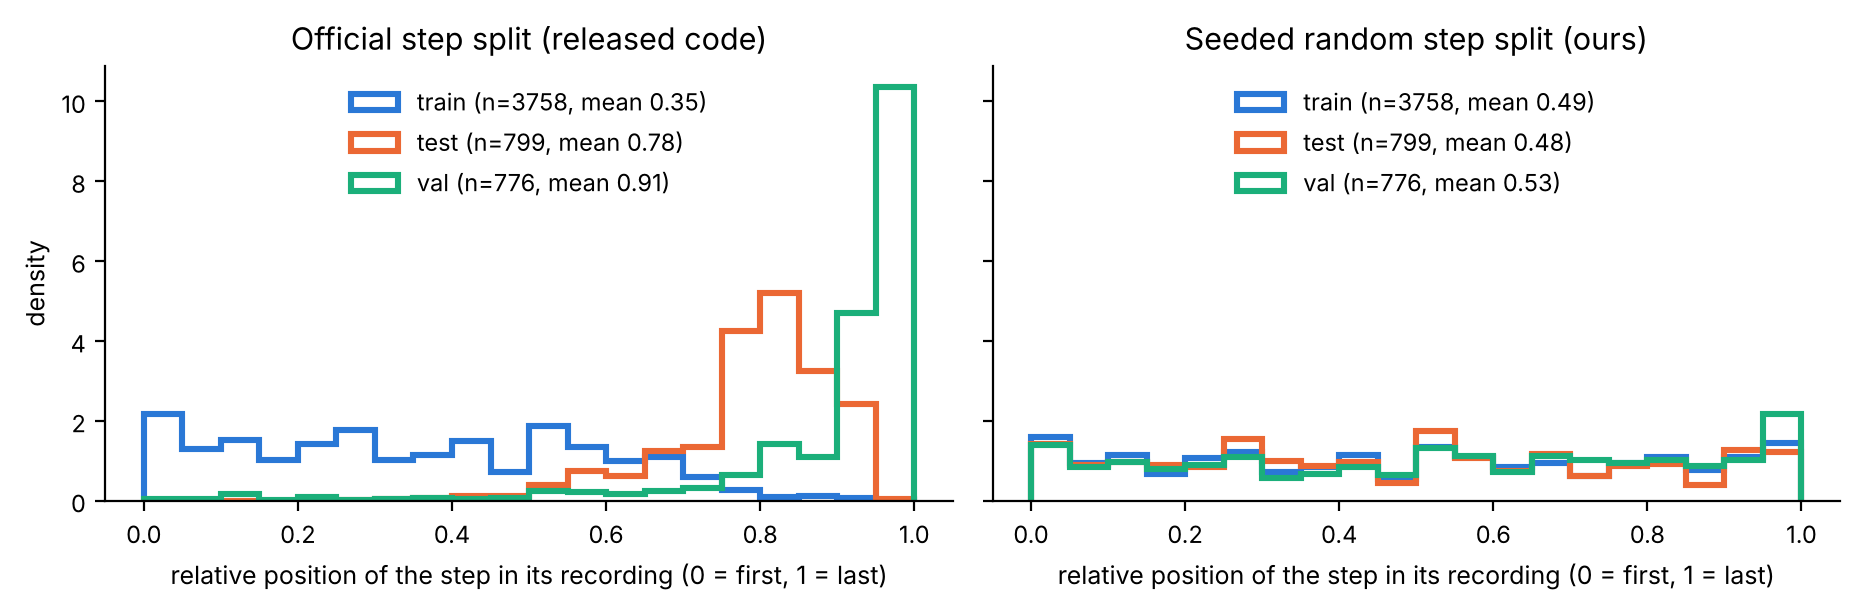 Official step split (released code)
train (n=3758, mean 0.35)
test (n=799, mean 0.78)
val (n=776, mean 0.91)
density
10
8
6
4
2
0
0.0 0.2 0.4 0.6 0.8 1.0
relative position of the step in its recording (0 = first, 1 = last)
Seeded random step split (ours)
train (n=3758, mean 0.49)
test (n=799, mean 0.48)
val (n=776, mean 0.53)
0.0 0.2 0.4 0.6 0.8 1.0
relative position of the step in its recording (0 = first, 1 = last)